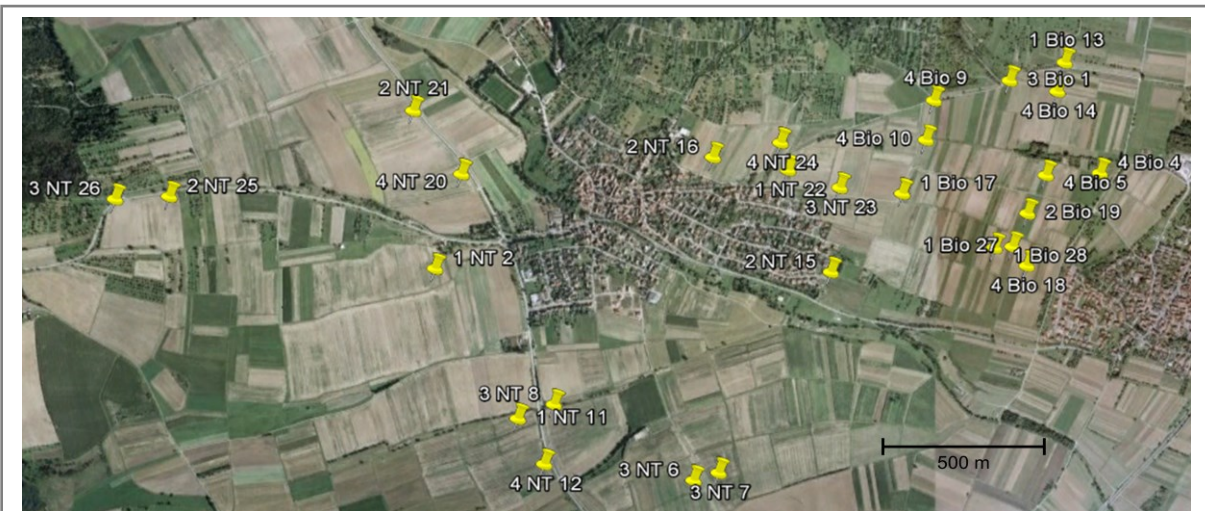 1 Bio 13
3 Bio 1
4 Bio 9
2 NT 21
4 Bio 14
4 Bio 10
2 NT 16
4 NT 24
4 Bio 4
4 NT 20
4 Bio 5
1 Bio 17
1 NT 22
3 NT 26
2 NT 25
3 NT 23
2 Bio 19
1 Bio 27
1 Bio 28
1 NT 2
2 NT 15
4 Bio 18
3 NT 8
1 NT 11
500 m
3 NT 6
4 NT 12
3 NT 7